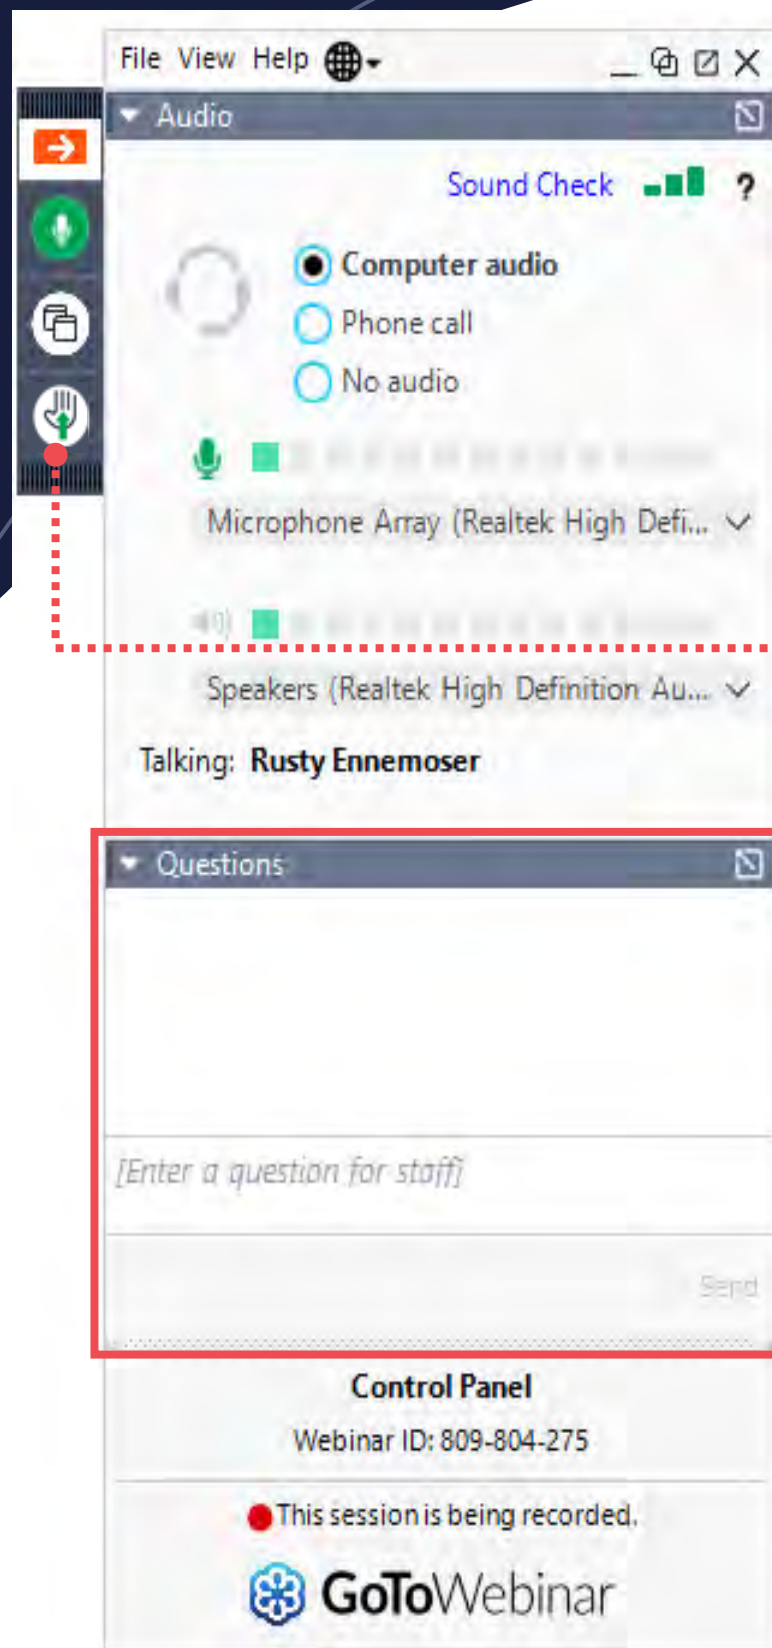 File View Help
Audio
Sound Check ?
Computer audio
Phone call
No audio
Microphone Array (Realtek High Defi...
Speakers (Realtek High Definition Au...
Talking: Rusty Ennemoser
Questions
[Enter a question for staff]
Send
Control Panel
Webinar ID: 809-804-275
This session is being recorded.
GoToWebinar